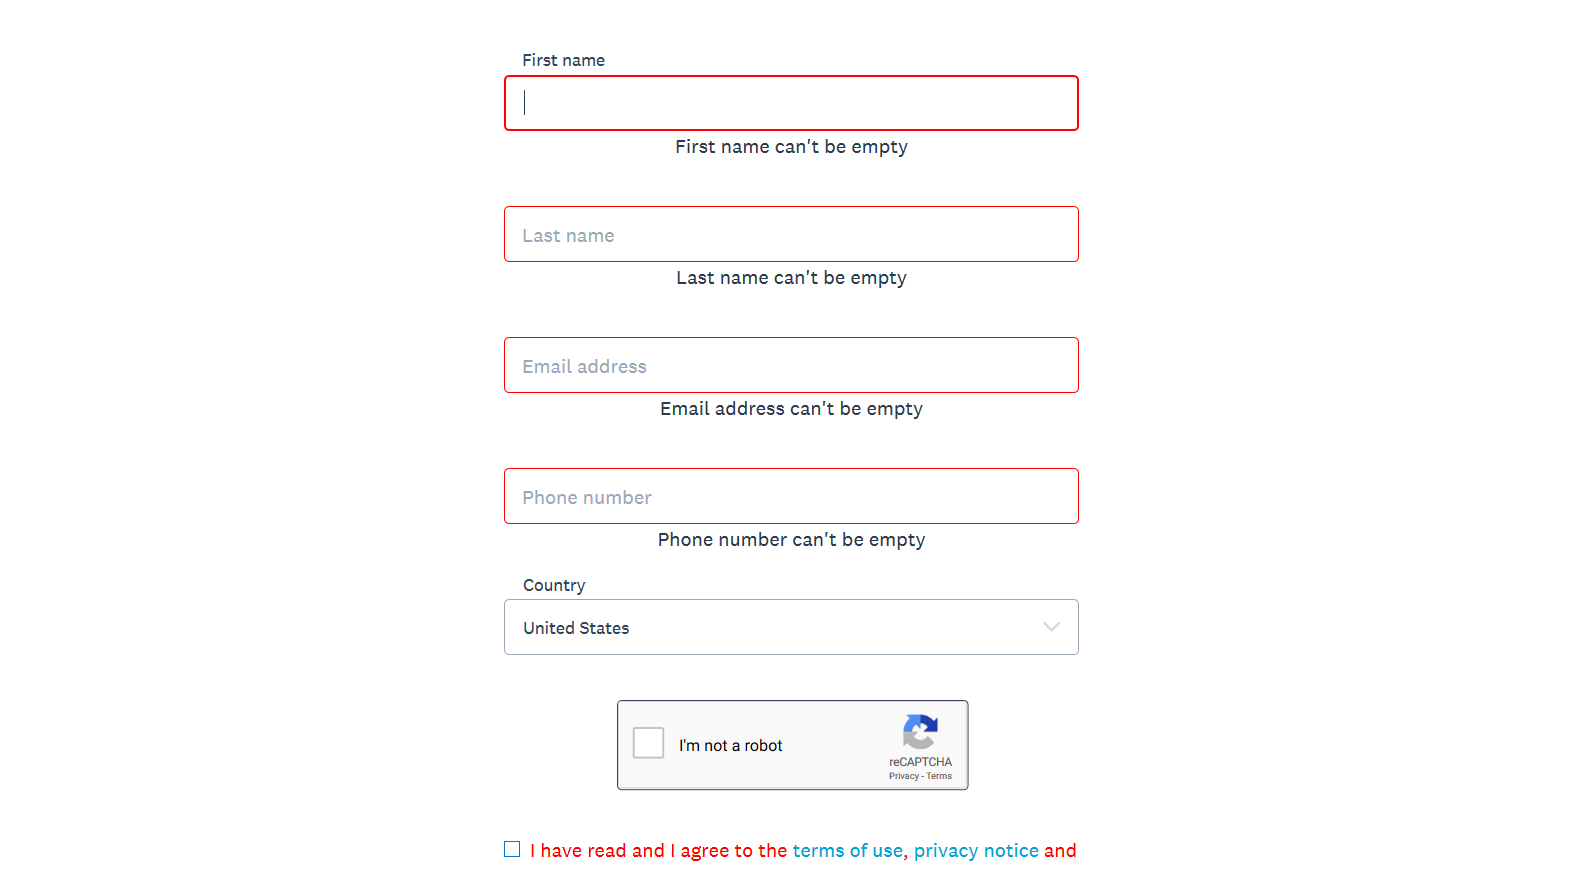 First name
First name can't be empty
Last name
Last name can't be empty
Email address
Email address can't be empty
Phone number
Phone number can't be empty
Country
United States
I'm not a robot
reCAPTCHA
Privacy - Terms
I have read and I agree to the terms of use, privacy notice and